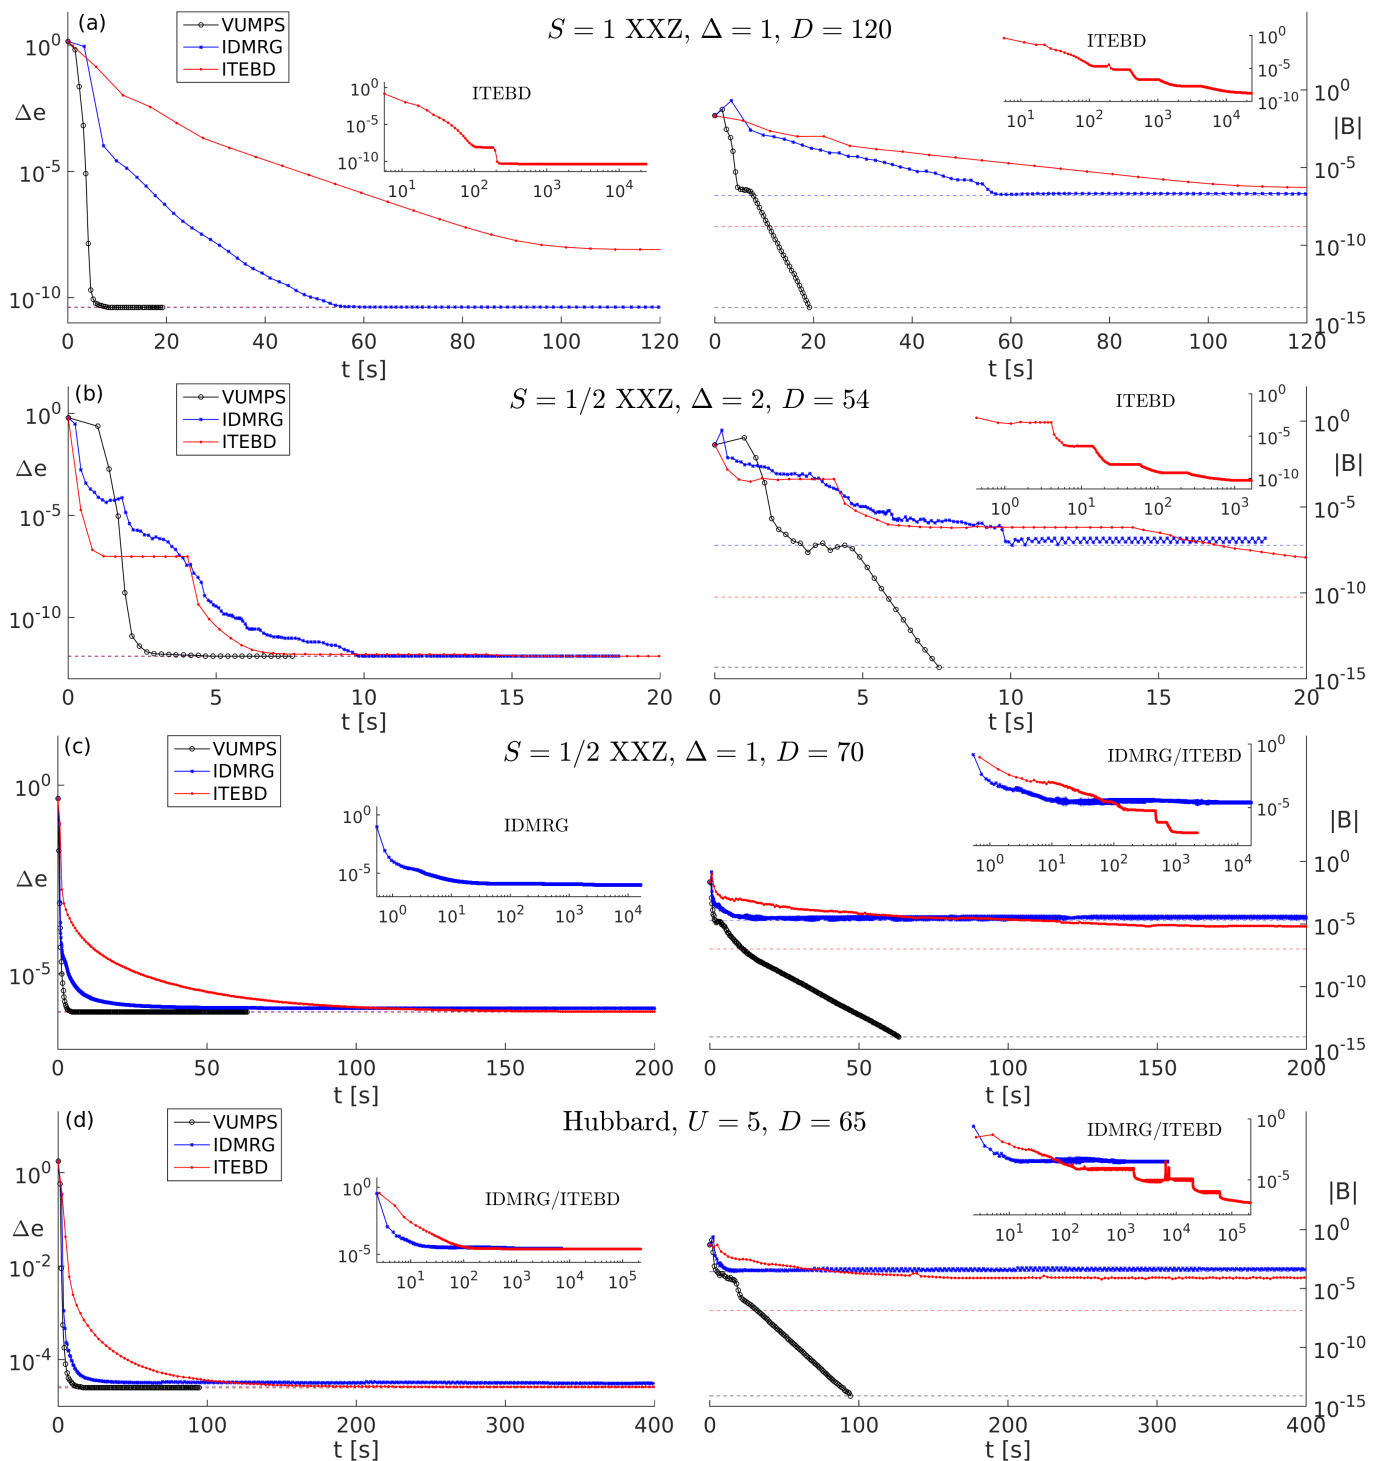 (a)
S = 1 XXZ, Δ = 1, D = 120
VUMPS
IDMRG
ITEBD
Δe
10^0
10^-5
10^-10
0 20 40 60 80 100 120
t [s]
ITEBD
10^0
10^-5
10^-10
10^1 10^2 10^3 10^4
|B|
10^0
10^-5
10^-10
10^-15
0 20 40 60 80 100 120
t [s]
ITEBD
10^0
10^-5
10^-10
10^1 10^2 10^3 10^4
(b)
S = 1/2 XXZ, Δ = 2, D = 54
VUMPS
IDMRG
ITEBD
Δe
10^0
10^-5
10^-10
0 5 10 15 20
t [s]
|B|
10^0
10^-5
10^-10
10^-15
0 5 10 15 20
t [s]
ITEBD
10^0
10^-5
10^-10
10^0 10^1 10^2 10^3
(c)
S = 1/2 XXZ, Δ = 1, D = 70
VUMPS
IDMRG
ITEBD
Δe
10^0
10^-5
0 50 100 150 200
t [s]
IDMRG
10^0
10^-5
10^0 10^1 10^2 10^3 10^4
|B|
10^0
10^-5
10^-10
10^-15
0 50 100 150 200
t [s]
IDMRG/ITEBD
10^0
10^-5
10^0 10^1 10^2 10^3 10^4
(d)
Hubbard, U = 5, D = 65
VUMPS
IDMRG
ITEBD
Δe
10^0
10^-2
10^-4
0 100 200 300 400
t [s]
IDMRG/ITEBD
10^0
10^-5
10^1 10^2 10^3 10^4 10^5
|B|
10^0
10^-5
10^-10
10^-15
0 100 200 300 400
t [s]
IDMRG/ITEBD
10^0
10^-5
10^1 10^2 10^3 10^4 10^5